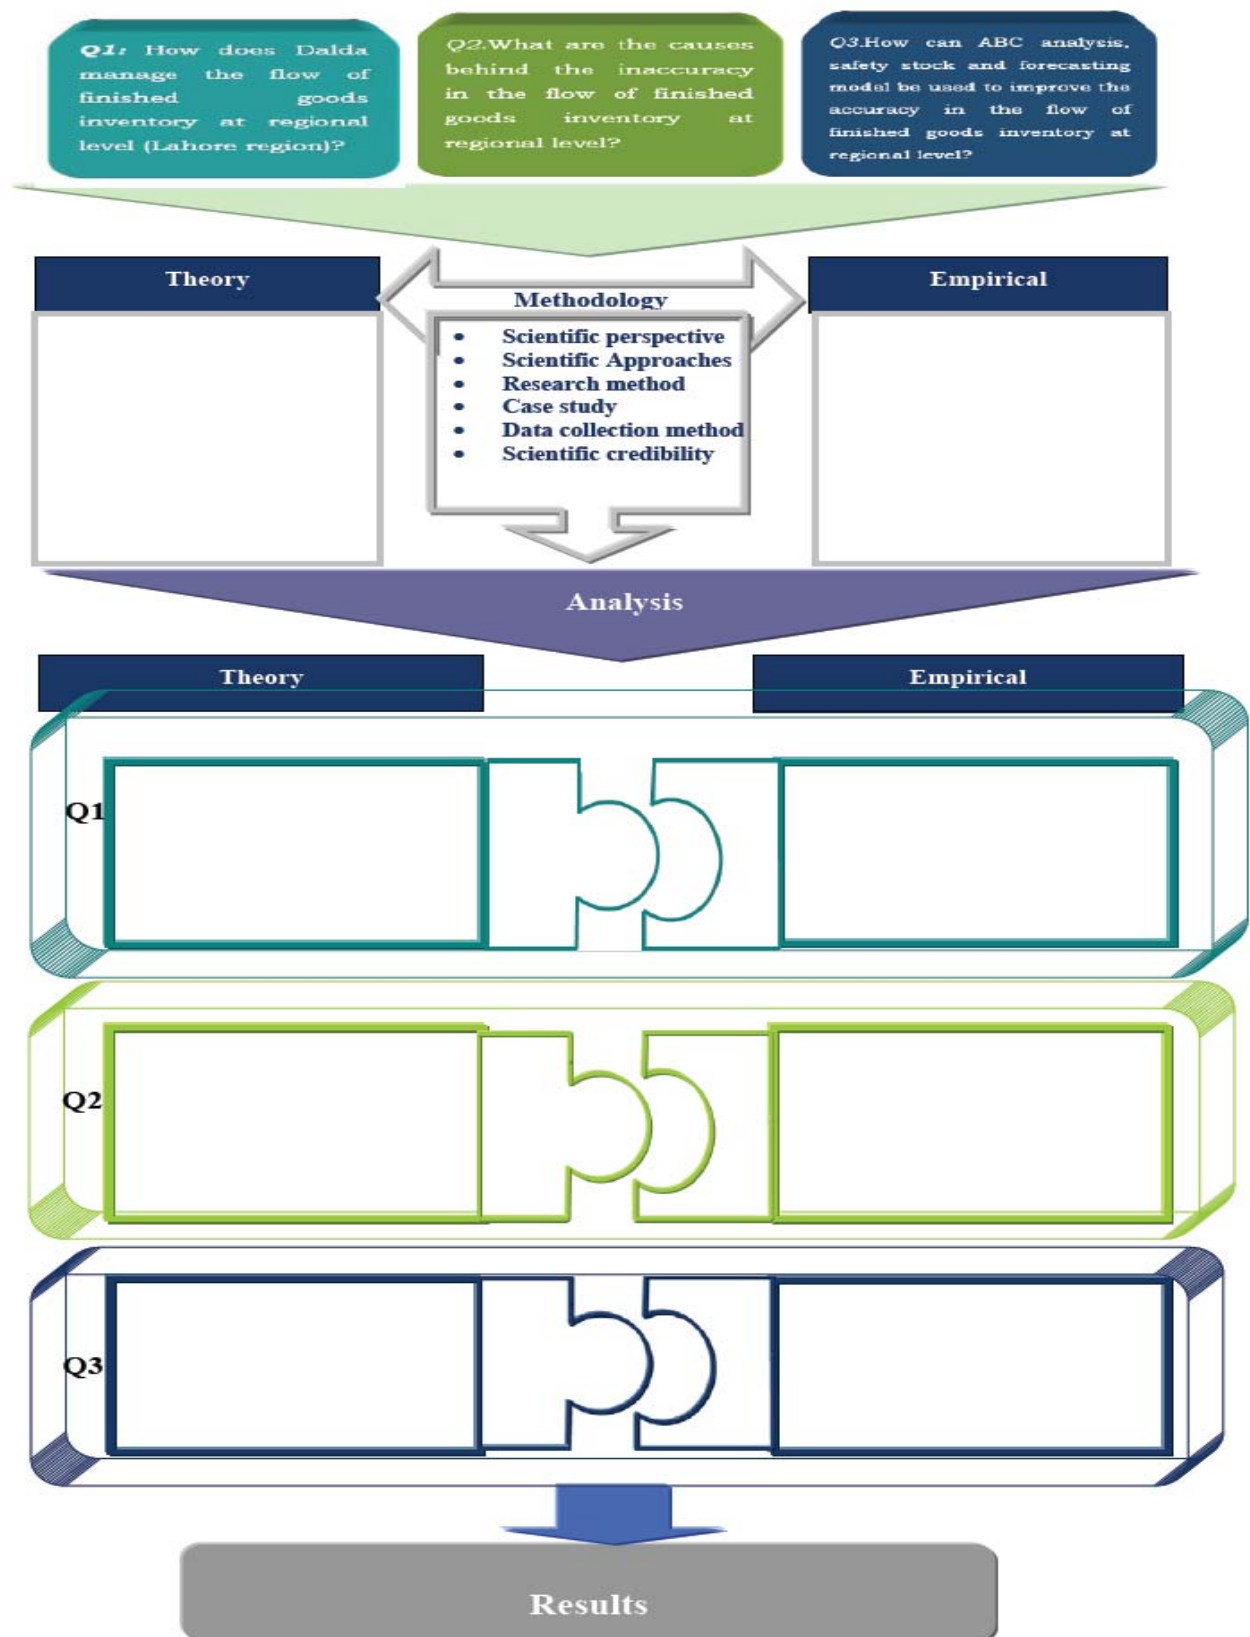 Q1: How does Dalda
manage the flow of
finished goods
inventory at regional
level (Lahore region)?
Q2.What are the causes
behind the inaccuracy
in the flow of finished
goods inventory at
regional level?
Q3.How can ABC analysis,
safety stock and forecasting
model be used to improve the
accuracy in the flow of
finished goods inventory at
regional level?
Theory
Methodology
• Scientific perspective
• Scientific Approaches
• Research method
• Case study
• Data collection method
• Scientific credibility
Empirical
Analysis
Theory
Empirical
Q1
Q2
Q3
Results